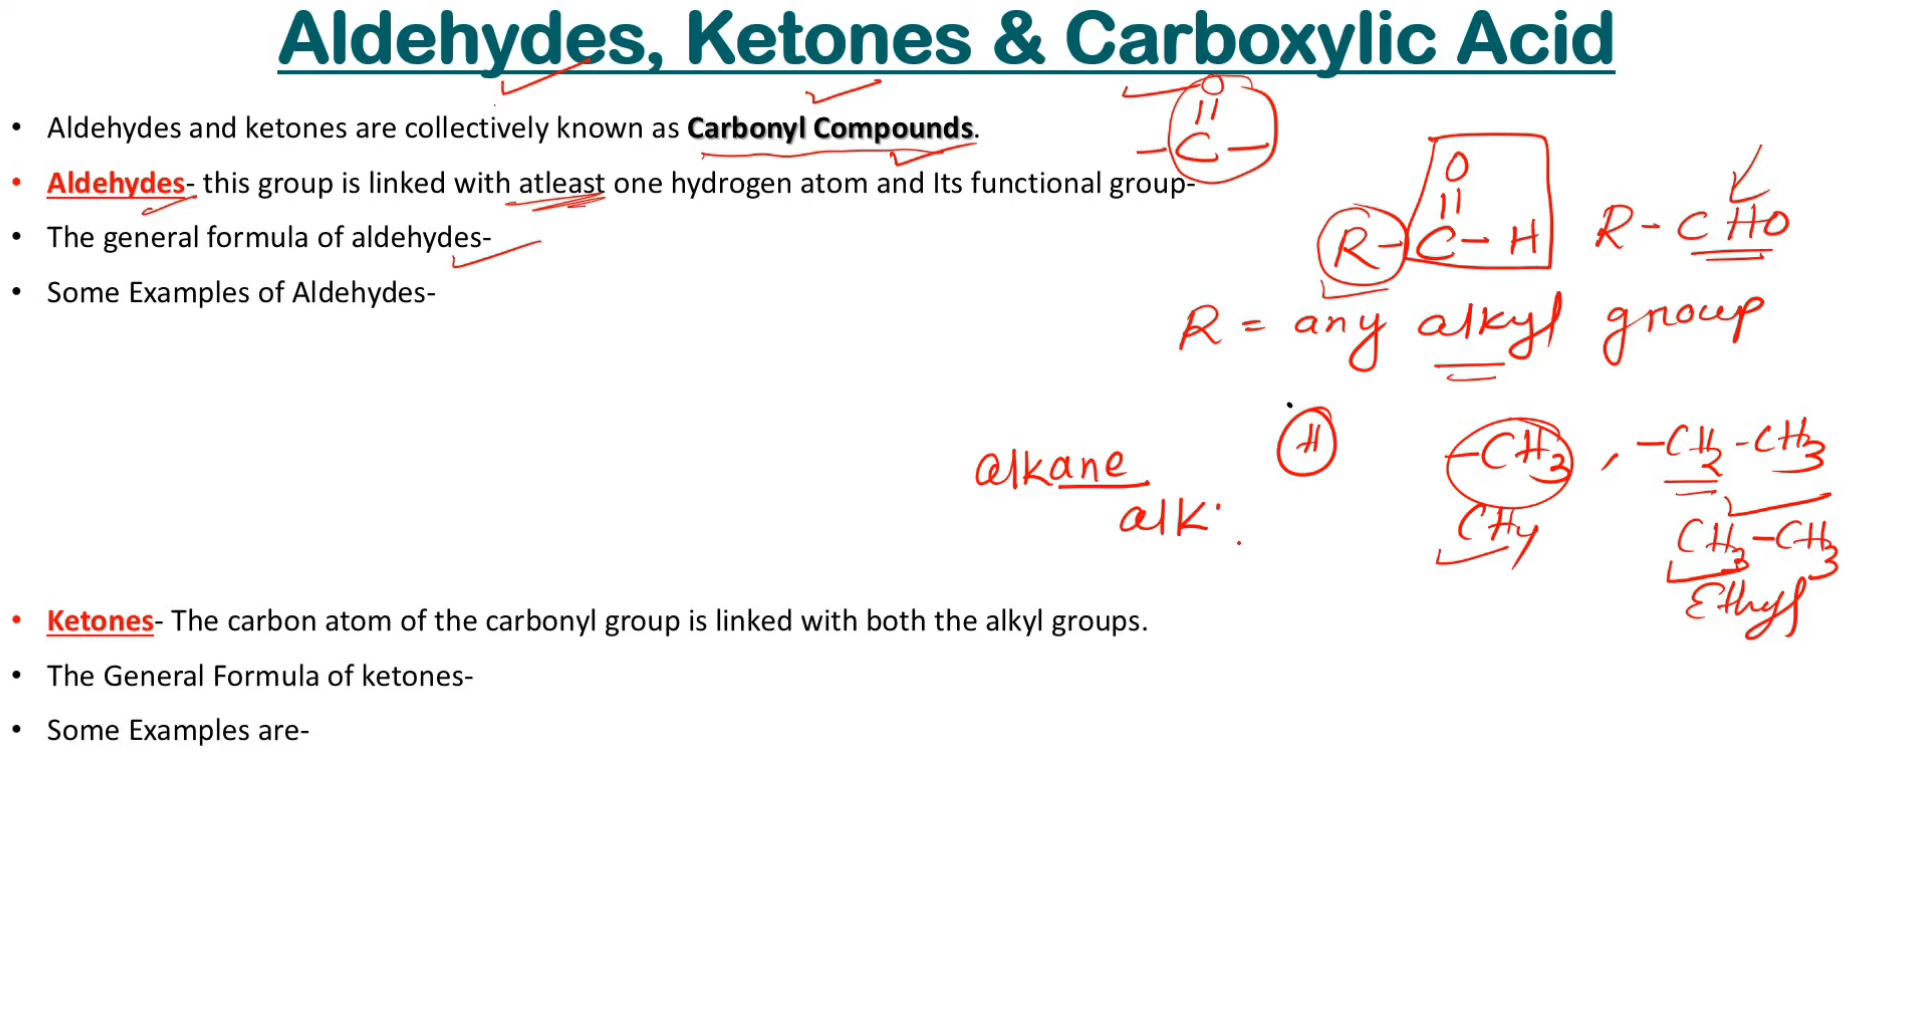 Aldehydes, Ketones & Carboxylic Acid
• Aldehydes and ketones are collectively known as Carbonyl Compounds.
O
||
–C–
• Aldehydes- this group is linked with atleast one hydrogen atom and Its functional group-
O
||
R–C–H
R–CHO
• The general formula of aldehydes-
• Some Examples of Aldehydes-
R = any alkyl group
H
–CH3, –CH2–CH3
alkane
alk
CH4
CH3–CH3
Ethyl
• Ketones- The carbon atom of the carbonyl group is linked with both the alkyl groups.
• The General Formula of ketones-
• Some Examples are-